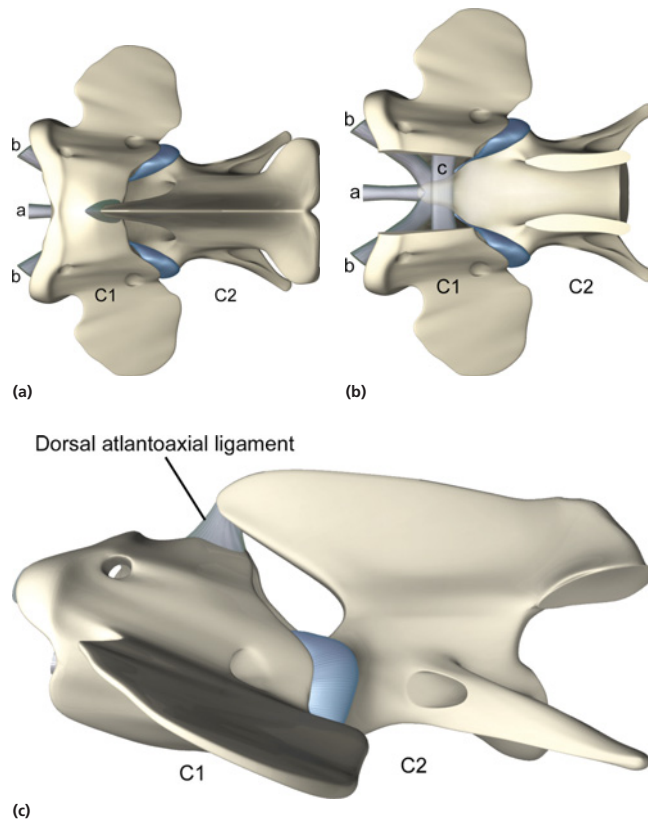 b
a
b
C1
C2
(a)
b
a
b
c
C1
C2
(b)
Dorsal atlantoaxial ligament
C1
C2
(c)